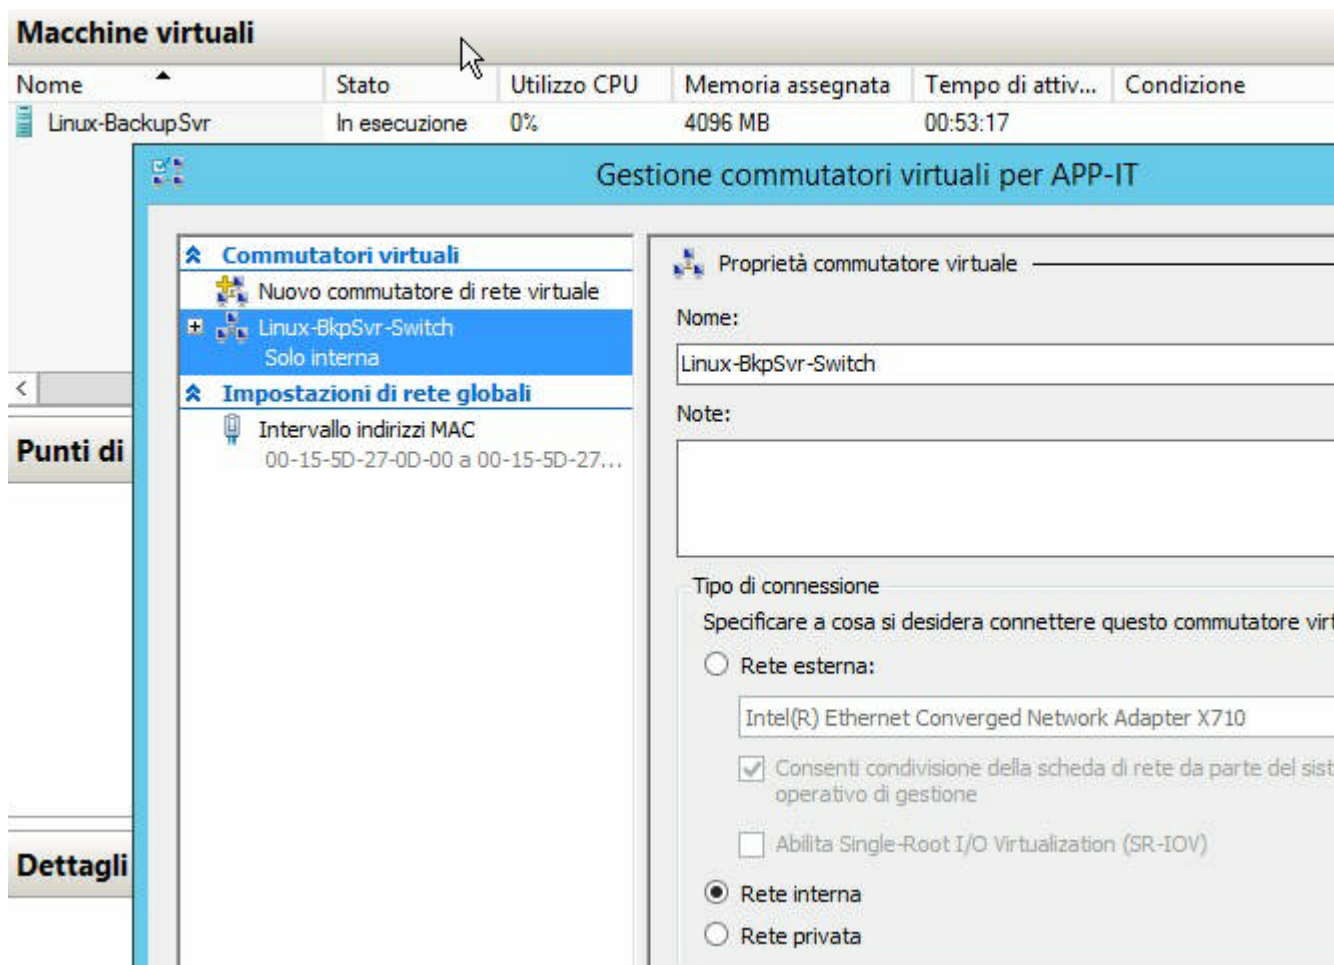 Macchine virtuali
Nome Stato Utilizzo CPU Memoria assegnata Tempo di attiv... Condizione
Linux-BackupSvr In esecuzione 0% 4096 MB 00:53:17
Gestione commutatori virtuali per APP-IT
Commutatori virtuali
Nuovo commutatore di rete virtuale
Linux-BkpSvr-Switch
Solo interna
Impostazioni di rete globali
Intervallo indirizzi MAC
00-15-5D-27-0D-00 a 00-15-5D-27...
Punti di
Dettagli
Proprietà commutatore virtuale
Nome:
Linux-BkpSvr-Switch
Note:
Tipo di connessione
Specificare a cosa si desidera connettere questo commutatore virt
Rete esterna:
Intel(R) Ethernet Converged Network Adapter X710
Consenti condivisione della scheda di rete da parte del sist
operativo di gestione
Abilita Single-Root I/O Virtualization (SR-IOV)
Rete interna
Rete privata